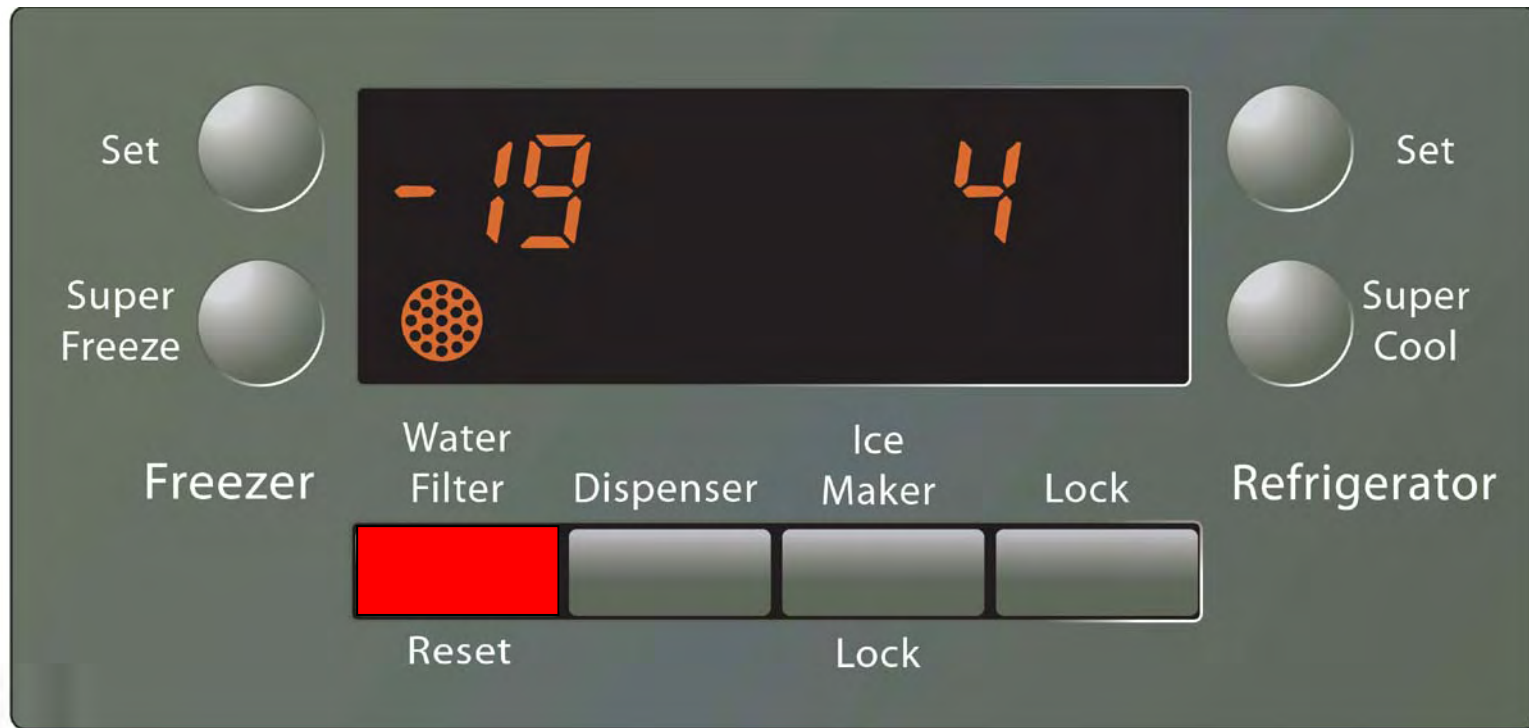 Set
-19
4
Set
Super
Freeze
Super
Cool
Freezer
Water
Filter
Dispenser
Ice
Maker
Lock
Refrigerator
Reset
Lock